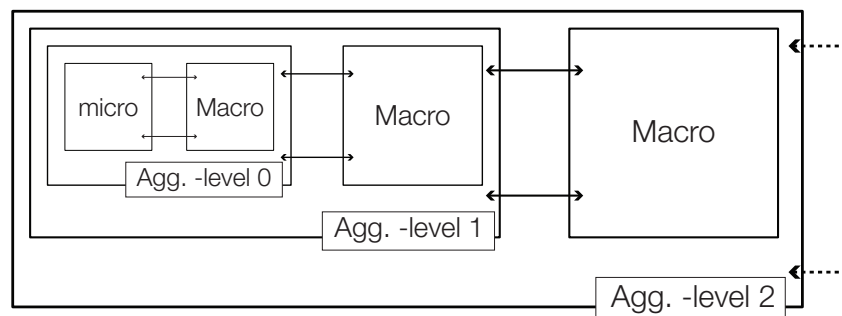 micro
Macro
Agg. -level 0
Macro
Agg. -level 1
Macro
Agg. -level 2